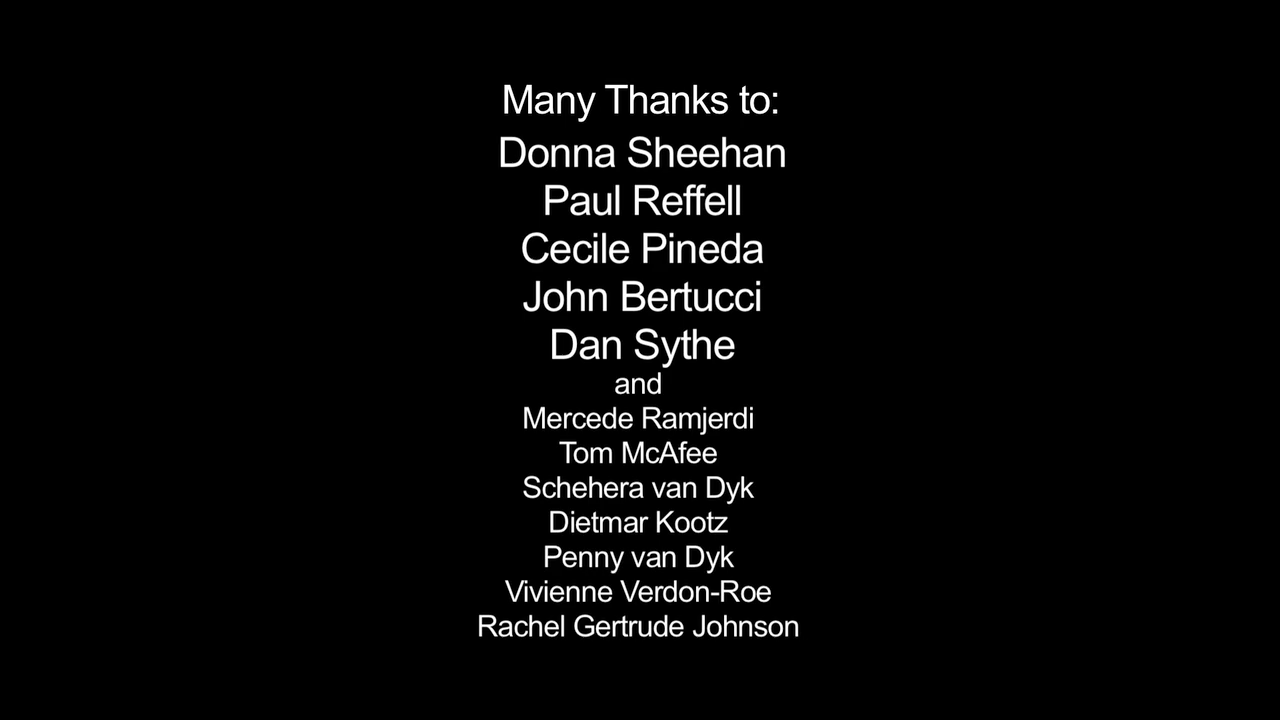 Many Thanks to:
Donna Sheehan
Paul Reffell
Cecile Pineda
John Bertucci
Dan Sythe
and
Mercede Ramjerdi
Tom McAfee
Schehera van Dyk
Dietmar Kootz
Penny van Dyk
Vivienne Verdon-Roe
Rachel Gertrude Johnson